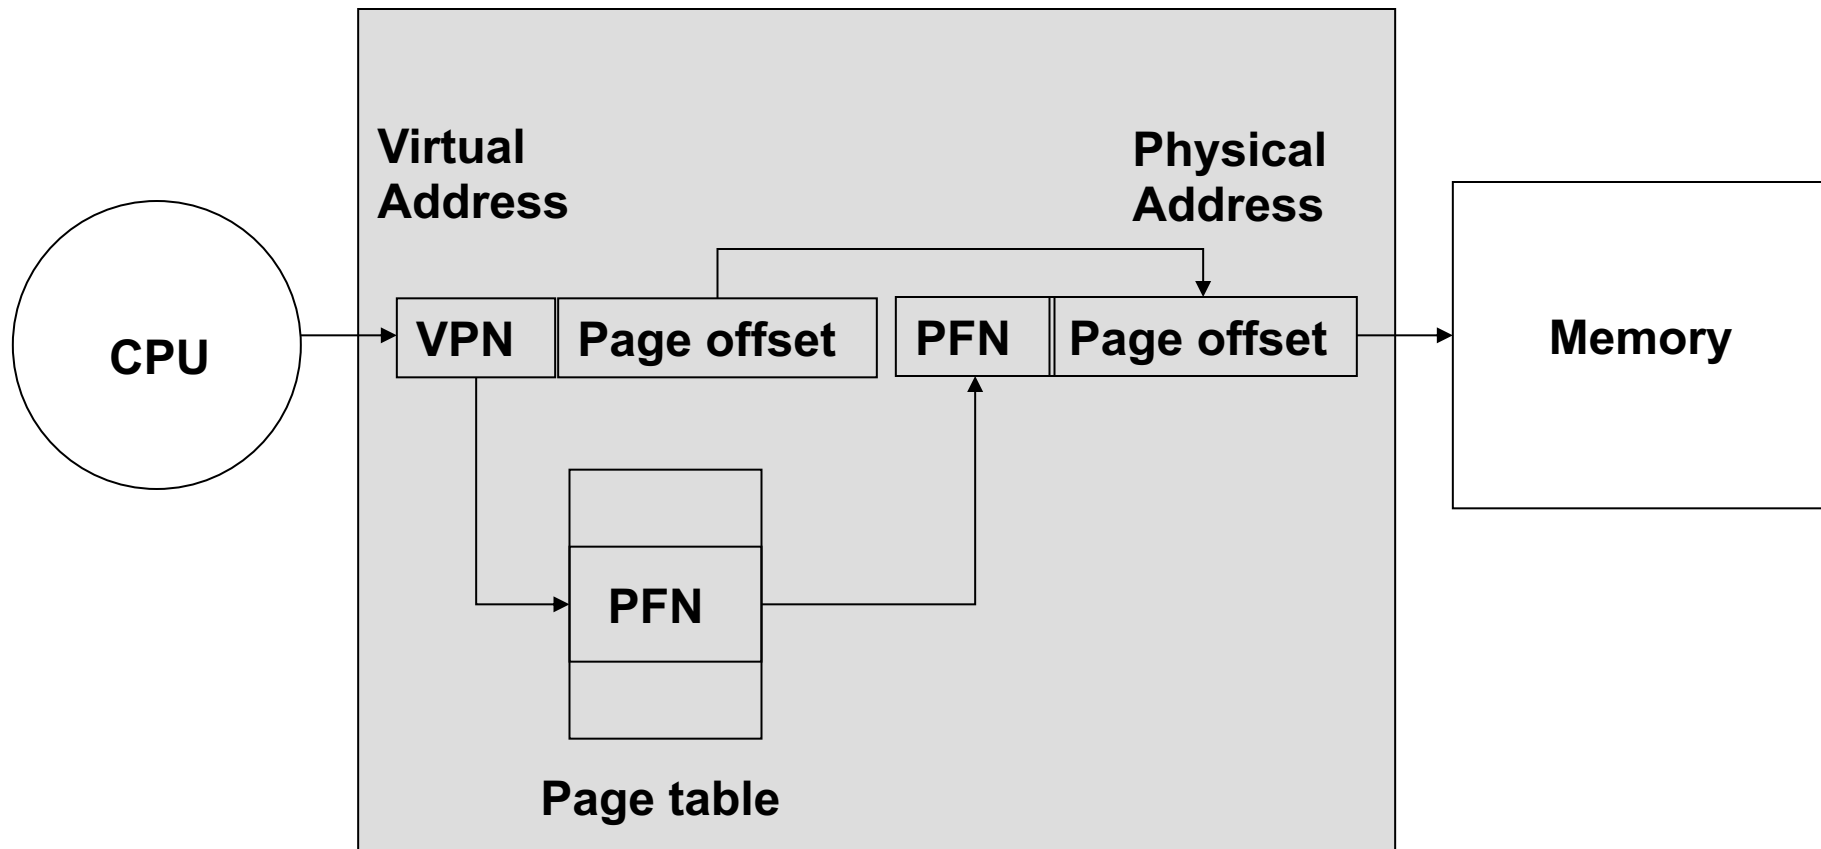 Virtual
Address
Physical
Address
CPU
VPN
Page offset
PFN
Page offset
Memory
PFN
Page table